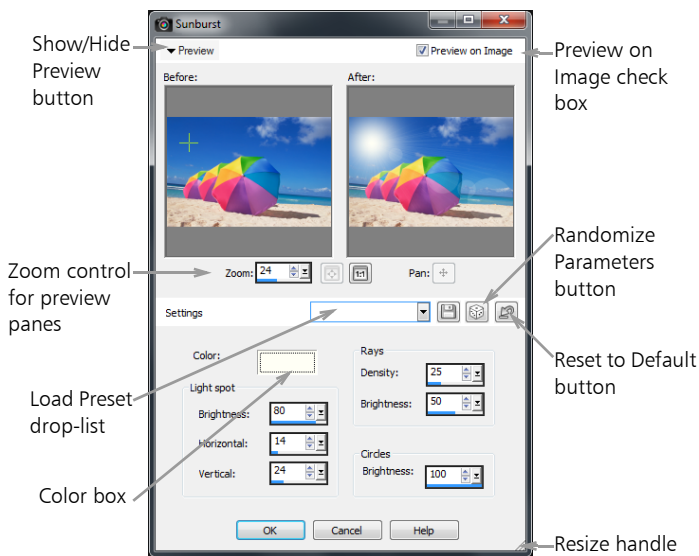 Sunburst
Show/Hide
Preview
button
Preview
Preview on Image
Preview on
Image check
box
Before:
After:
Zoom control
for preview
panes
Zoom: 24
1:1
Pan:
Randomize
Parameters
button
Settings
Load Preset
drop-list
Reset to Default
button
Color:
Light spot
Brightness: 80
Horizontal: 14
Vertical: 24
Rays
Density: 25
Brightness: 50
Circles
Brightness: 100
Color box
OK
Cancel
Help
Resize handle